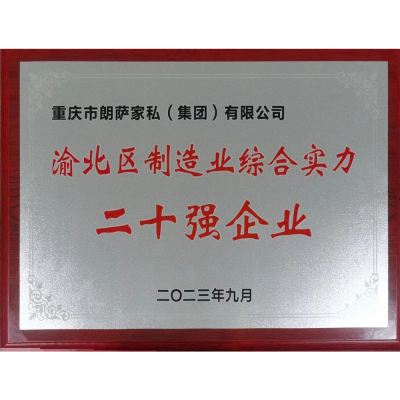 重庆市朗萨家私（集团）有限公司
渝北区制造业综合实力
二十强企业
二〇二三年九月